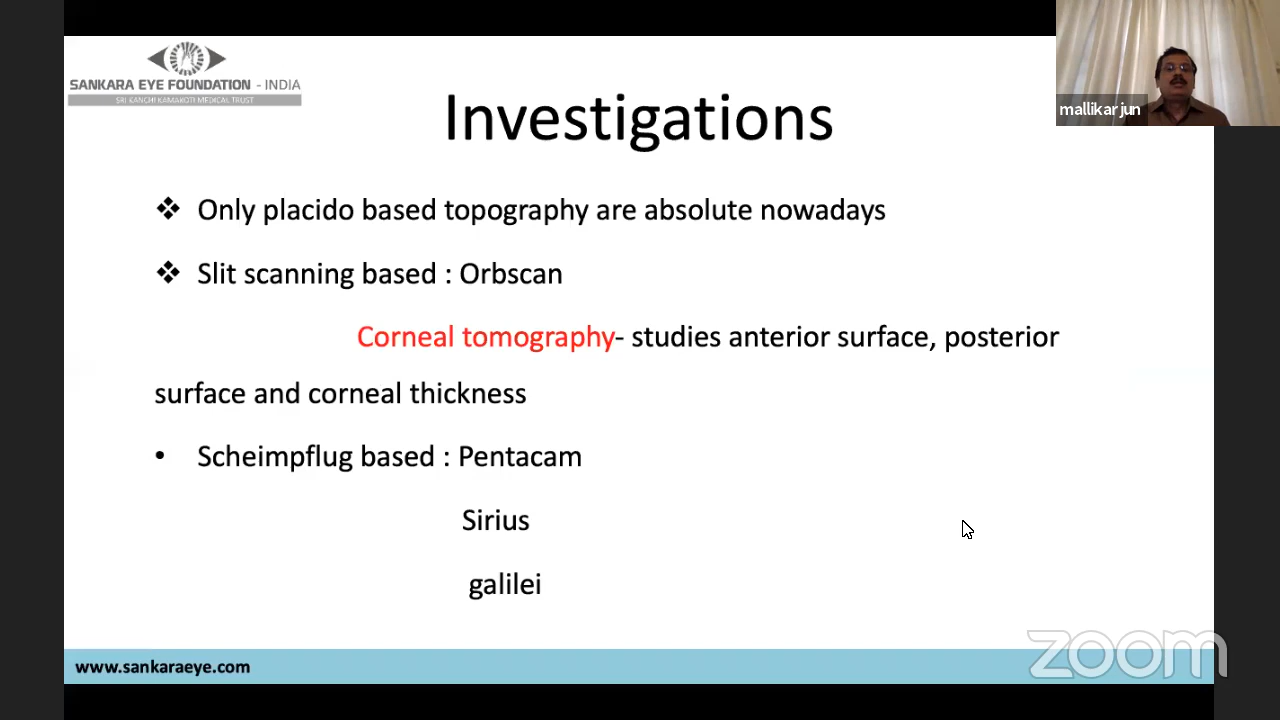 SANKARA EYE FOUNDATION - INDIA
SRI KANCHI KAMAKOTI MEDICAL TRUST
mallikarjun
Investigations
❖ Only placido based topography are absolute nowadays
❖ Slit scanning based : Orbscan
Corneal tomography- studies anterior surface, posterior
surface and corneal thickness
• Scheimpflug based : Pentacam
Sirius
galilei
www.sankaraeye.com
zoom